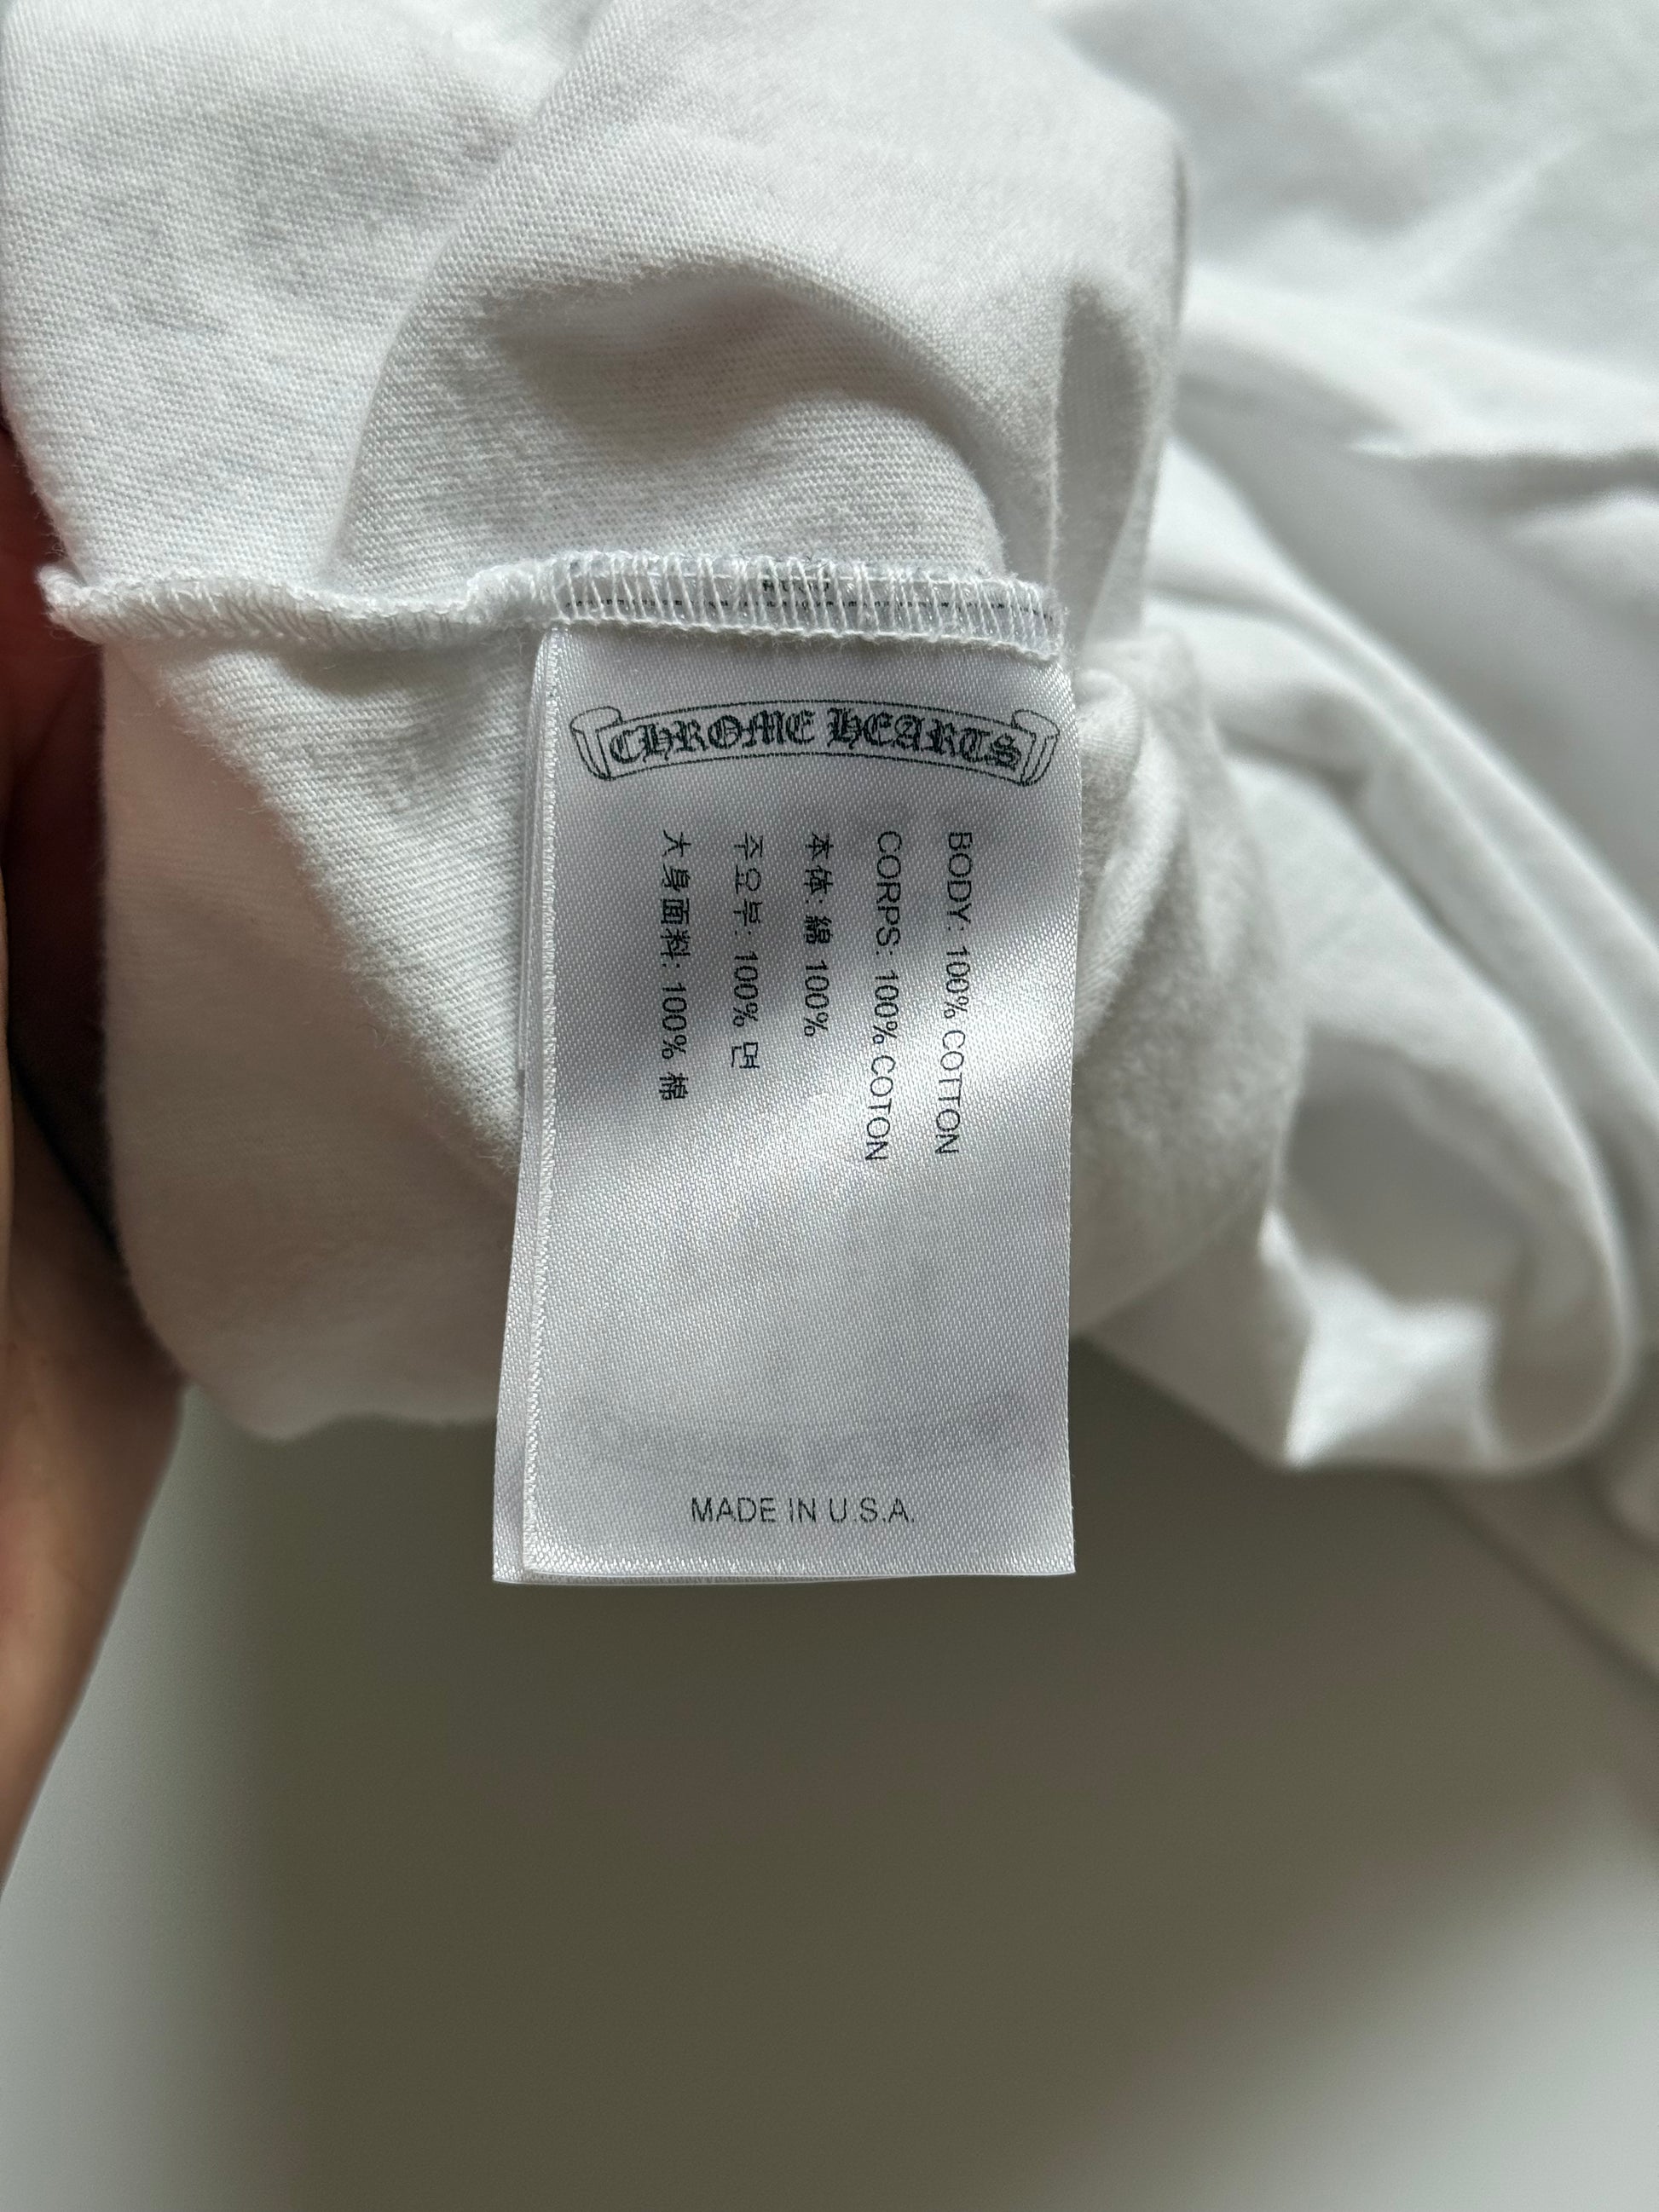 CHROME HEARTS
BODY: 100% COTTON
CORPS: 100% COTON
本体: 綿 100%
주요부: 100% 면
大身面料: 100% 棉
MADE IN U.S.A.